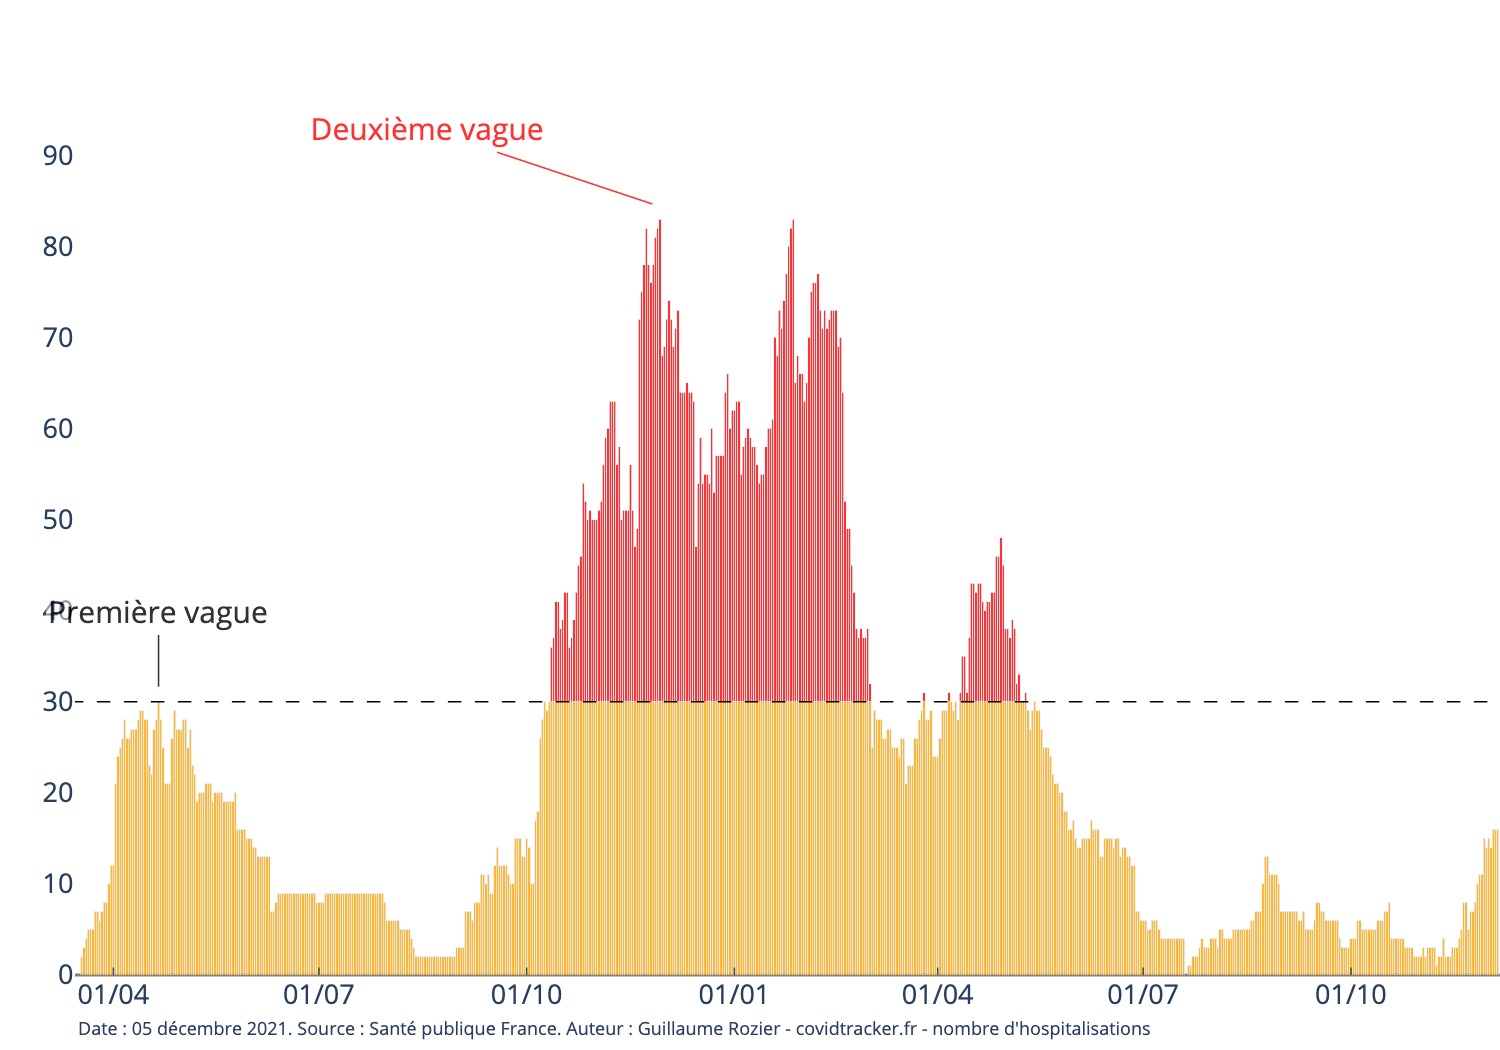 Deuxième vague
90
80
70
60
50
40
Première vague
30
20
10
0
01/04 01/07 01/10 01/01 01/04 01/07 01/10
Date : 05 décembre 2021. Source : Santé publique France. Auteur : Guillaume Rozier - covidtracker.fr - nombre d'hospitalisations